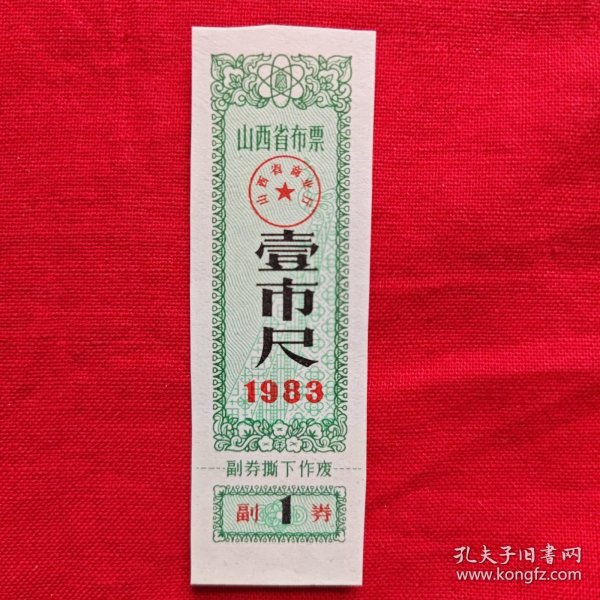 山西省布票
山西省商业厅
壹市尺
1983
副券撕下作废
副 1 券
孔夫子旧书网
www.kongfz.com